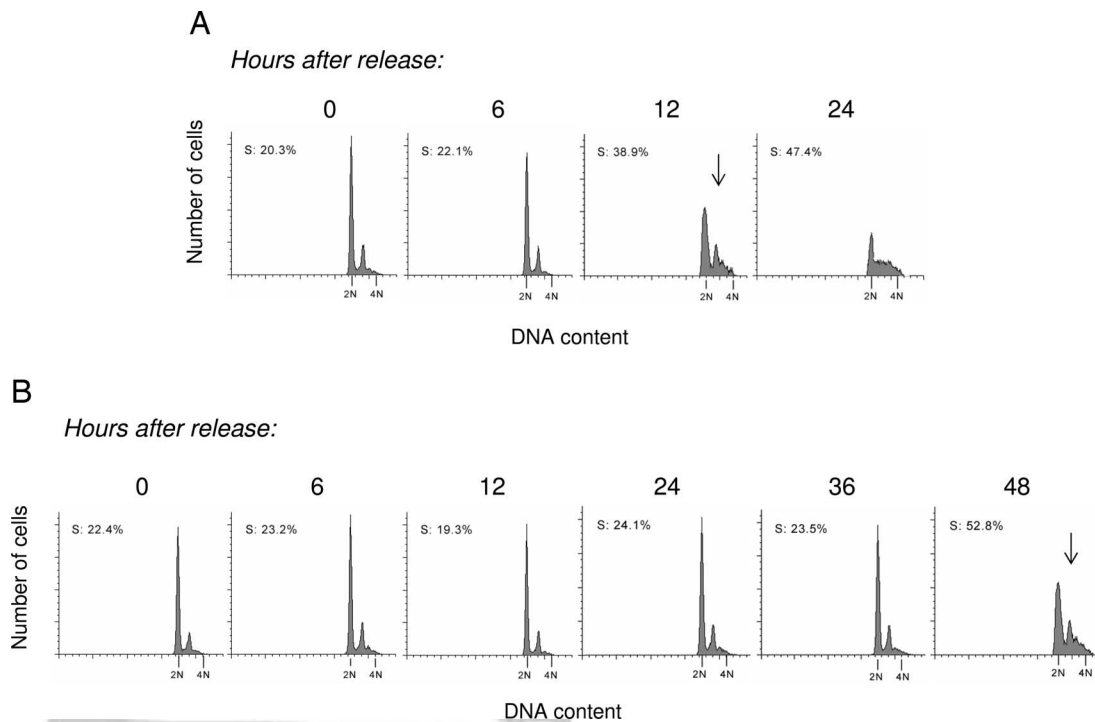 A
Hours after release:
0 6 12 24
Number of cells
S: 20.3% S: 22.1% S: 38.9% S: 47.4%
2N 4N 2N 4N 2N 4N 2N 4N
DNA content
B
Hours after release:
0 6 12 24 36 48
Number of cells
S: 22.4% S: 23.2% S: 19.3% S: 24.1% S: 23.5% S: 52.8%
2N 4N 2N 4N 2N 4N 2N 4N 2N 4N 2N 4N
DNA content